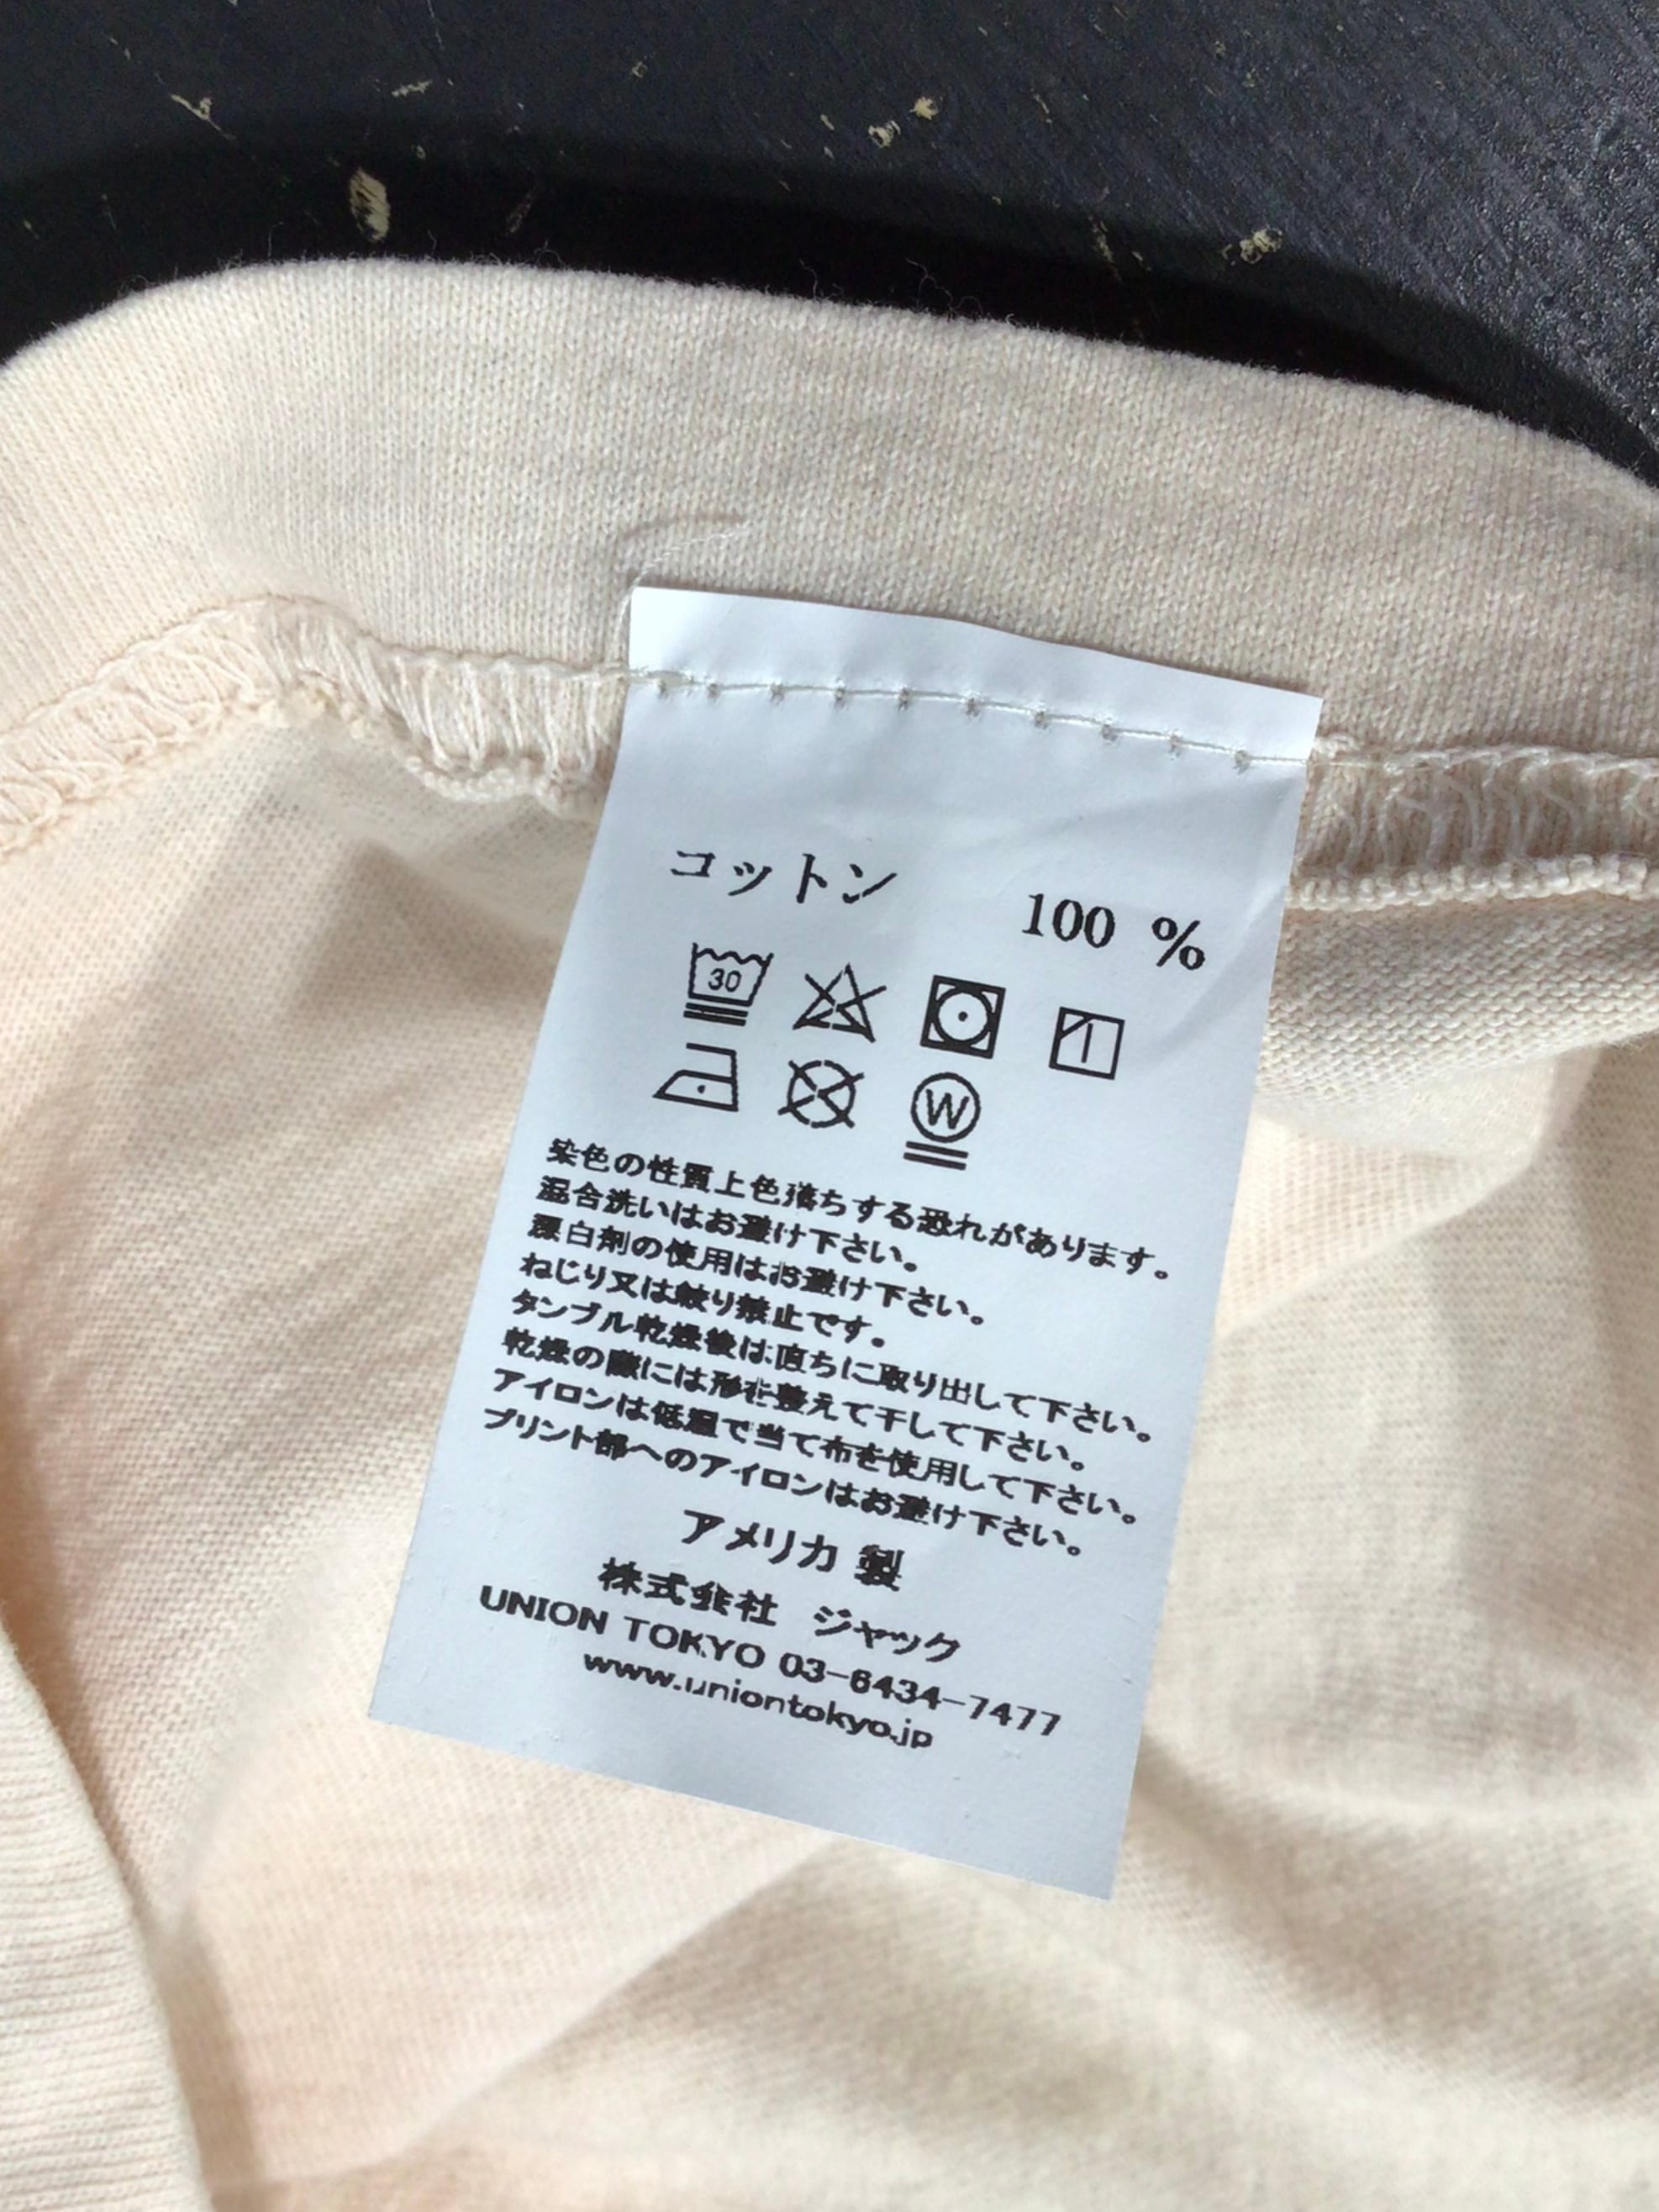 コットン 100 %
30
W
染色の性質上色落ちする恐れがあります。
混合洗いはお避け下さい。
漂白剤の使用はお避け下さい。
ねじり又は絞り禁止です。
タンブル乾燥後は直ちに取り出して下さい。
乾燥の際には形を整えて干して下さい。
アイロンは低温で当て布を使用して下さい。
プリント部へのアイロンはお避け下さい。
アメリカ 製
株式会社 ジャック
UNION TOKYO 03-6434-7477
www.uniontokyo.jp